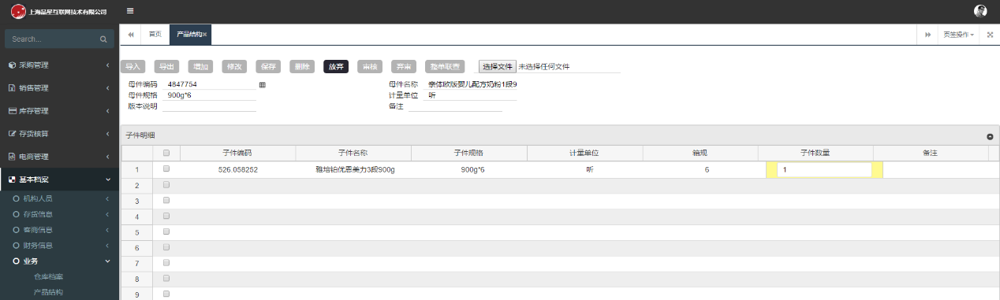 上海品星互联网技术有限公司
首页 产品结构 页签操作
Search...
导入 导出 增加 修改 保存 删除 放弃 审核 弃审 整单联查 选择文件 未选择任何文件
母件编码 4847754 母件名称 亲体欧版婴儿配方奶粉1段9
母件规格 900g*6 计量单位 听
版本说明 备注
采购管理
销售管理
库存管理
存货核算
电商管理
基本档案
机构人员
存货信息
客商信息
财务信息
业务
仓库档案
产品结构
子件明细
子件编码 子件名称 子件规格 计量单位 箱规 子件数量 备注
1 526.058252 雅培铂优恩美力3段900g 900g*6 听 6 1
2
3
4
5
6
7
8
9